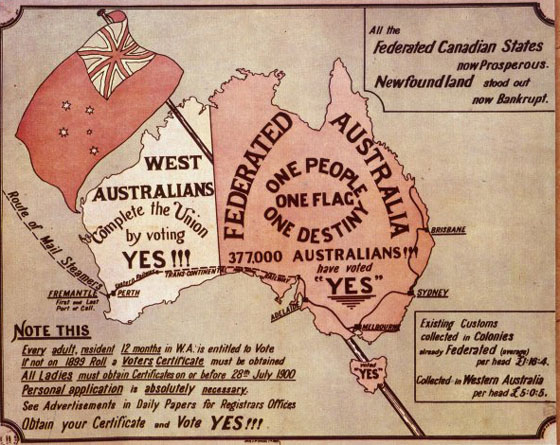 All the
Federated Canadian States
now Prosperous.
Newfoundland stood out
now Bankrupt.
WEST
AUSTRALIANS
Complete the Union
by voting
YES!!!
FEDERATED
AUSTRALIA
ONE PEOPLE
ONE FLAG
ONE DESTINY
377,000 AUSTRALIANS!!!
have voted
"YES"
Route of Mail Steamers
TRANS-CONTINENTAL
RAILWAY
FREMANTLE
First and Last
Port of Call.
PERTH
ADELAIDE
MELBOURNE
SYDNEY
BRISBANE
voted
"YES"
NOTE THIS
Every adult, resident 12 months in W.A. is entitled to Vote
if not on 1899 Roll a Voters Certificate must be obtained
All Ladies must obtain Certificates on or before 28th July 1900
Personal application is absolutely necessary.
See Advertisements in Daily Papers for Registrars Offices
Obtain your Certificate and Vote YES!!!.
Existing Customs
collected in Colonies
already Federated (average)
per head £1:16:4.
Collected in Western Australia
per head £5:0:5.